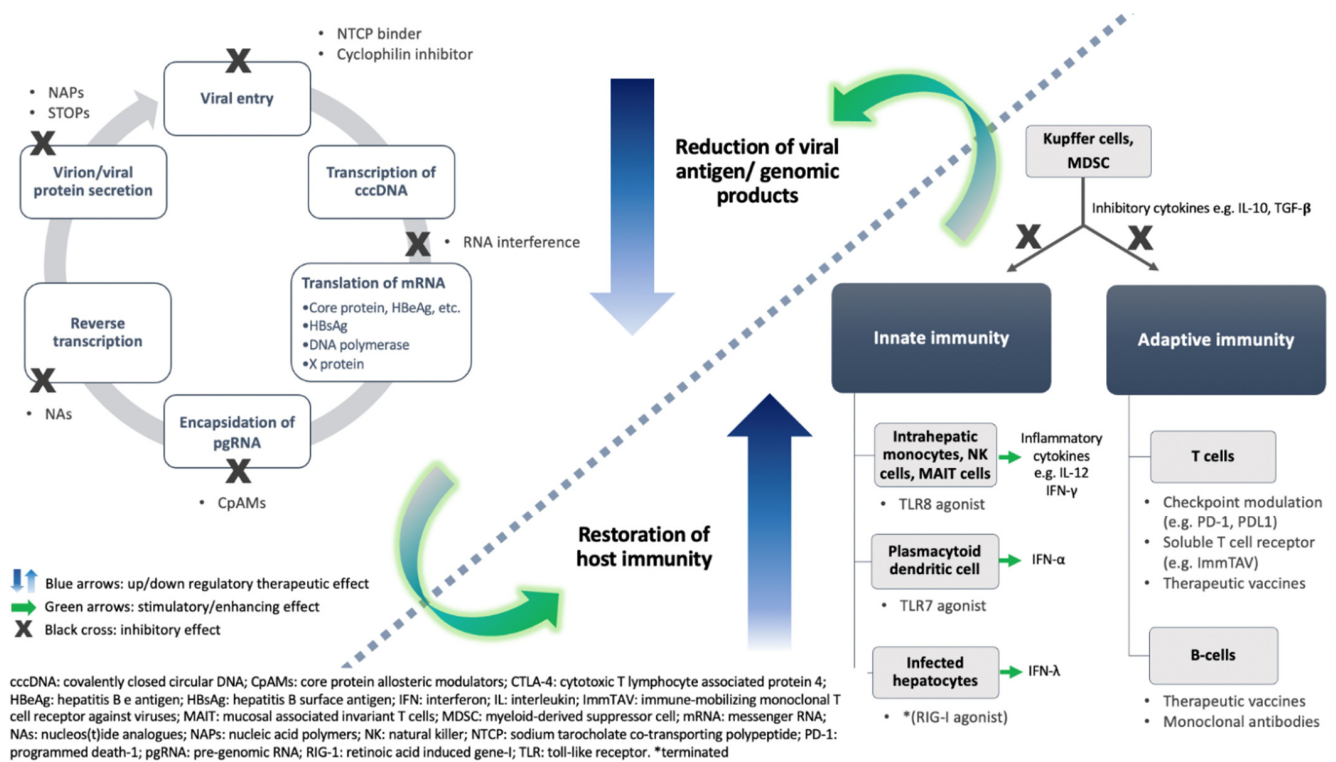 • NTCP binder
• Cyclophilin inhibitor
Viral entry
• NAPs
• STOPs
Virion/viral
protein secretion
Transcription of
cccDNA
• RNA interference
Translation of mRNA
•Core protein, HBeAg, etc.
•HBsAg
•DNA polymerase
•X protein
Reverse
transcription
• NAs
Encapsidation of
pgRNA
• CpAMs
Reduction of viral
antigen/ genomic
products
Restoration of
host immunity
Kupffer cells,
MDSC
Inhibitory cytokines e.g. IL-10, TGF-β
Innate immunity
Intrahepatic
monocytes, NK
cells, MAIT cells
Inflammatory
cytokines
e.g. IL-12
IFN-γ
• TLR8 agonist
Plasmacytoid
dendritic cell
IFN-α
• TLR7 agonist
Infected
hepatocytes
IFN-λ
• *(RIG-I agonist)
Adaptive immunity
T cells
• Checkpoint modulation
(e.g. PD-1, PDL1)
• Soluble T cell receptor
(e.g. ImmTAV)
• Therapeutic vaccines
B-cells
• Therapeutic vaccines
• Monoclonal antibodies
Blue arrows: up/down regulatory therapeutic effect
Green arrows: stimulatory/enhancing effect
Black cross: inhibitory effect
cccDNA: covalently closed circular DNA; CpAMs: core protein allosteric modulators; CTLA-4: cytotoxic T lymphocyte associated protein 4;
HBeAg: hepatitis B e antigen; HBsAg: hepatitis B surface antigen; IFN: interferon; IL: interleukin; ImmTAV: immune-mobilizing monoclonal T
cell receptor against viruses; MAIT: mucosal associated invariant T cells; MDSC: myeloid-derived suppressor cell; mRNA: messenger RNA;
NAs: nucleos(t)ide analogues; NAPs: nucleic acid polymers; NK: natural killer; NTCP: sodium tarocholate co-transporting polypeptide; PD-1:
programmed death-1; pgRNA: pre-genomic RNA; RIG-1: retinoic acid induced gene-I; TLR: toll-like receptor. *terminated